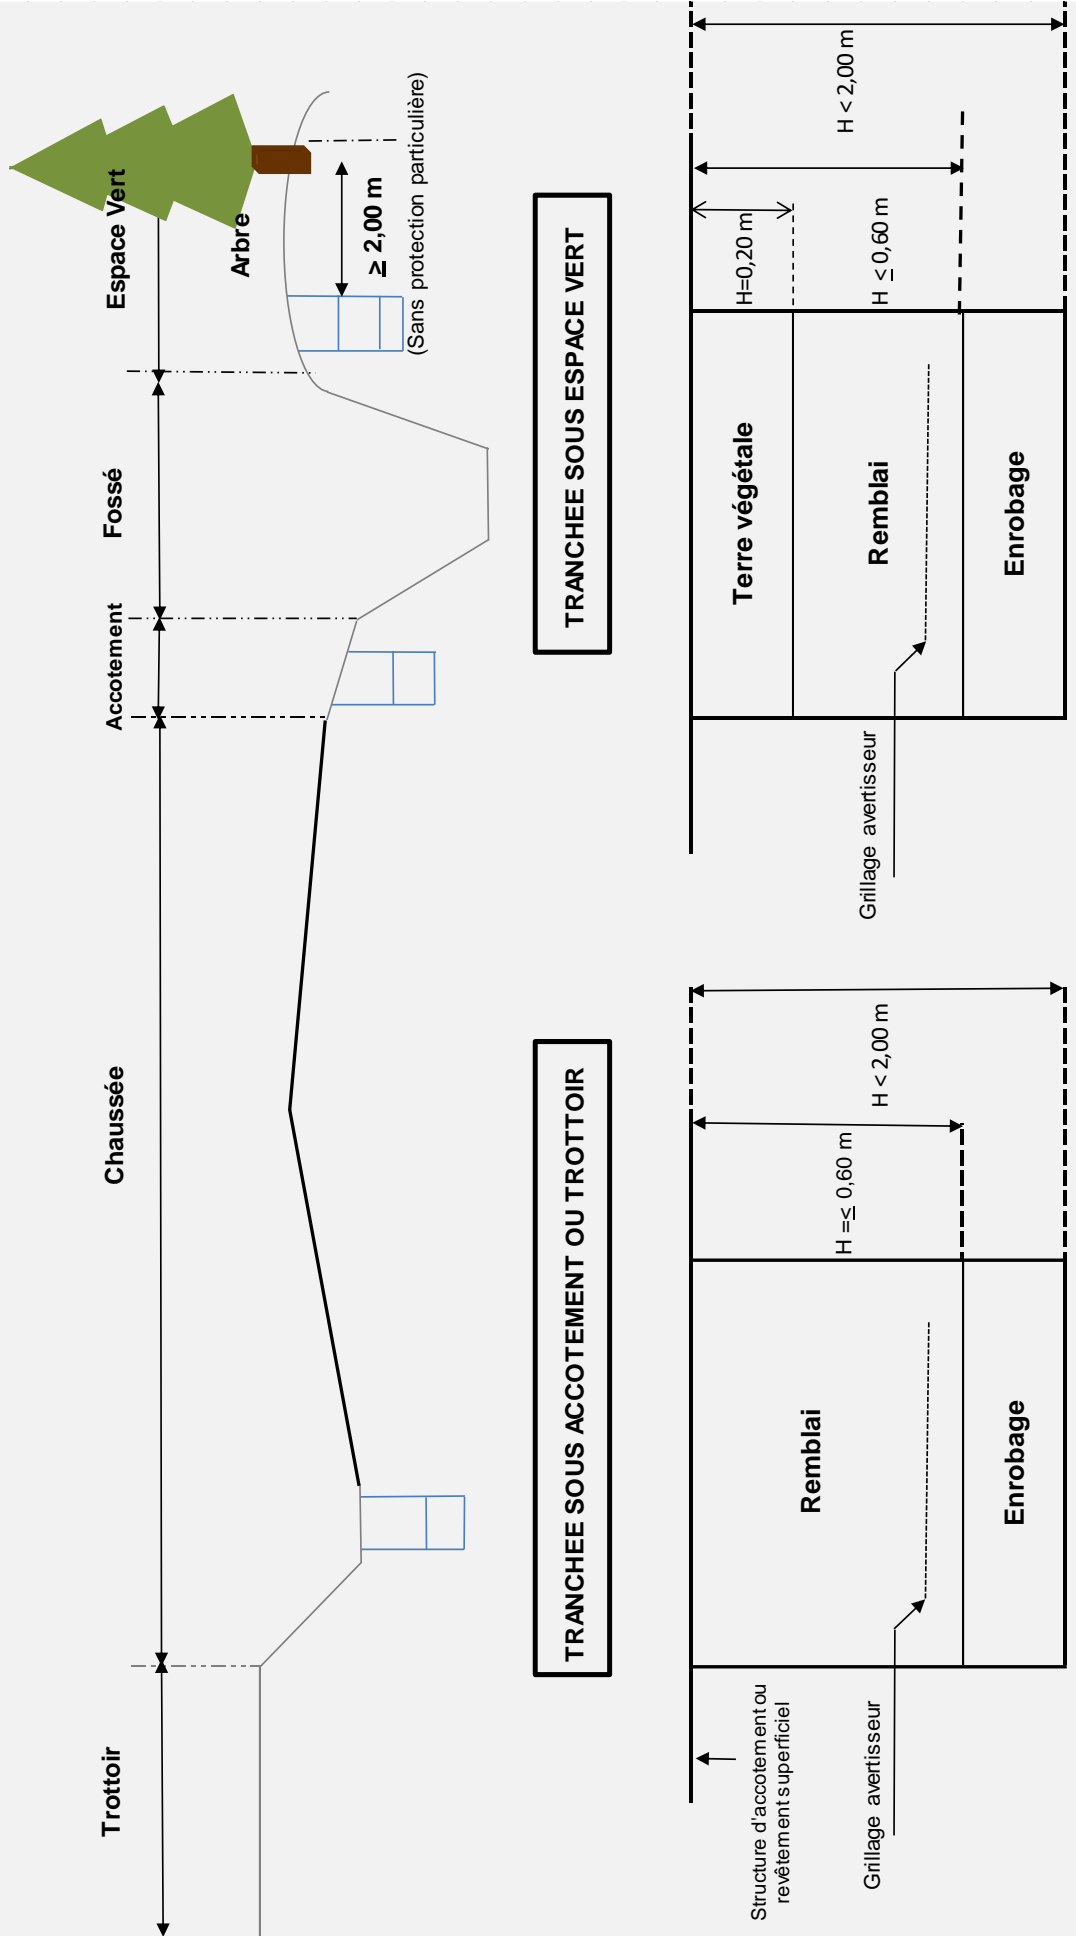 Trottoir
Chaussée
Accotement
Fossé
Espace Vert
Arbre
≥ 2,00 m
(Sans protection particulière)
TRANCHEE SOUS ACCOTEMENT OU TROTTOIR
Structure d'accotement ou
revêtement superficiel
Grillage avertisseur
Remblai
Enrobage
H =≤ 0,60 m
H < 2,00 m
TRANCHEE SOUS ESPACE VERT
Grillage avertisseur
Terre végétale
Remblai
Enrobage
H=0,20 m
H ≤ 0,60 m
H < 2,00 m